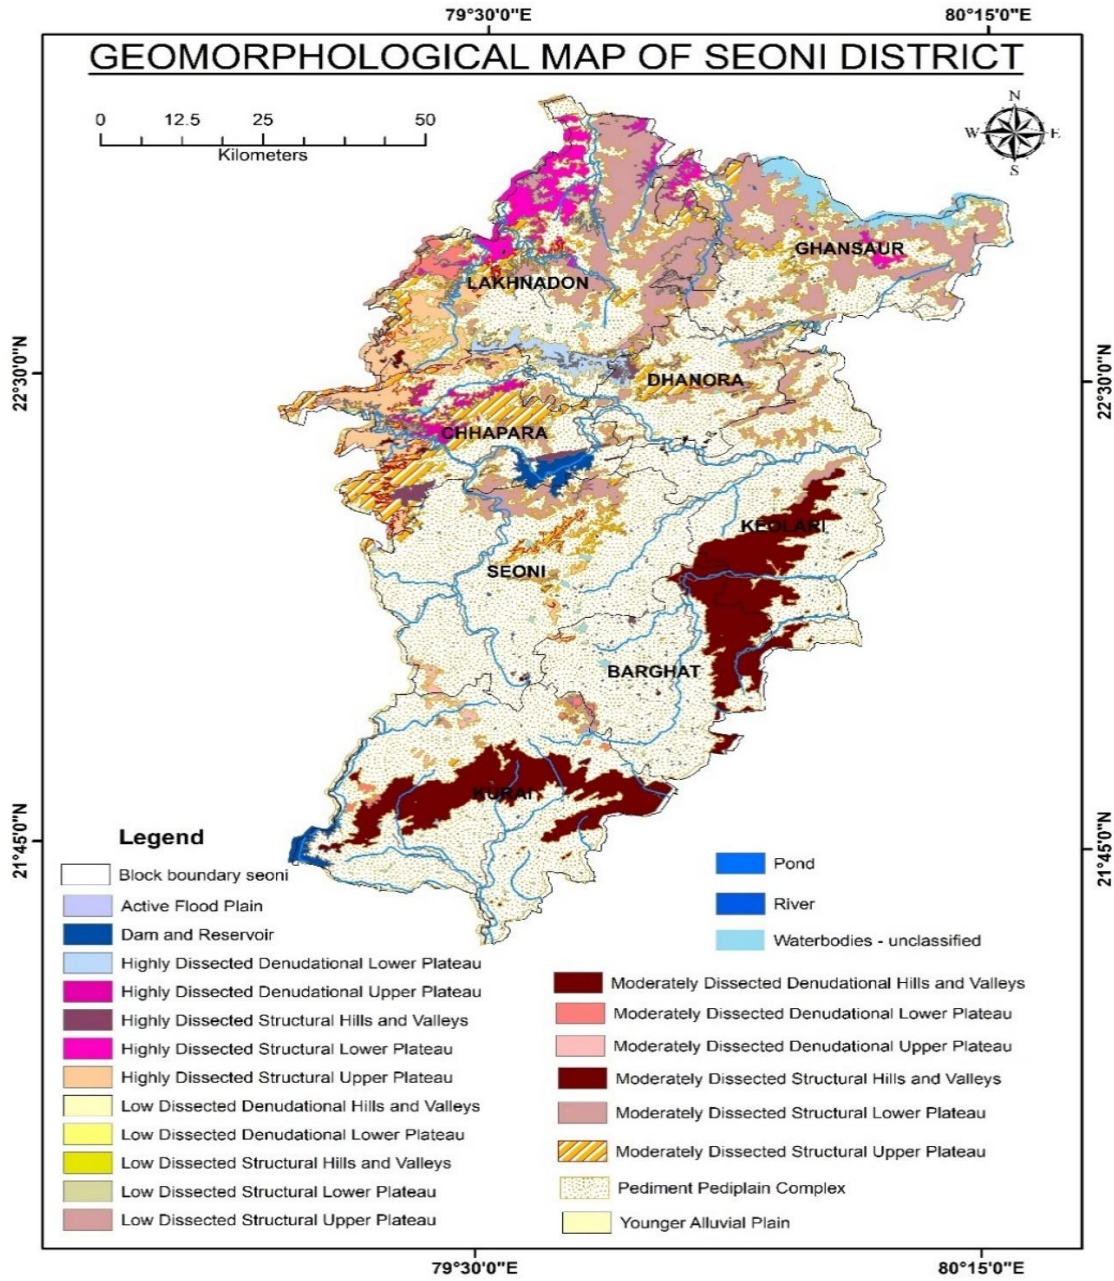 79°30'0"E
80°15'0"E
GEOMORPHOLOGICAL MAP OF SEONI DISTRICT
0 12.5 25 50
Kilometers
N
W E
S
GHANSAUR
LAKHNADON
22°30'0"N
22°30'0"N
DHANORA
CHHAPARA
KEOLARI
SEONI
BARGHAT
KURAI
21°45'0"N
21°45'0"N
Legend
Block boundary seoni
Active Flood Plain
Dam and Reservoir
Highly Dissected Denudational Lower Plateau
Highly Dissected Denudational Upper Plateau
Highly Dissected Structural Hills and Valleys
Highly Dissected Structural Lower Plateau
Highly Dissected Structural Upper Plateau
Low Dissected Denudational Hills and Valleys
Low Dissected Denudational Lower Plateau
Low Dissected Structural Hills and Valleys
Low Dissected Structural Lower Plateau
Low Dissected Structural Upper Plateau
Pond
River
Waterbodies - unclassified
Moderately Dissected Denudational Hills and Valleys
Moderately Dissected Denudational Lower Plateau
Moderately Dissected Denudational Upper Plateau
Moderately Dissected Structural Hills and Valleys
Moderately Dissected Structural Lower Plateau
Moderately Dissected Structural Upper Plateau
Pediment Pediplain Complex
Younger Alluvial Plain
79°30'0"E
80°15'0"E